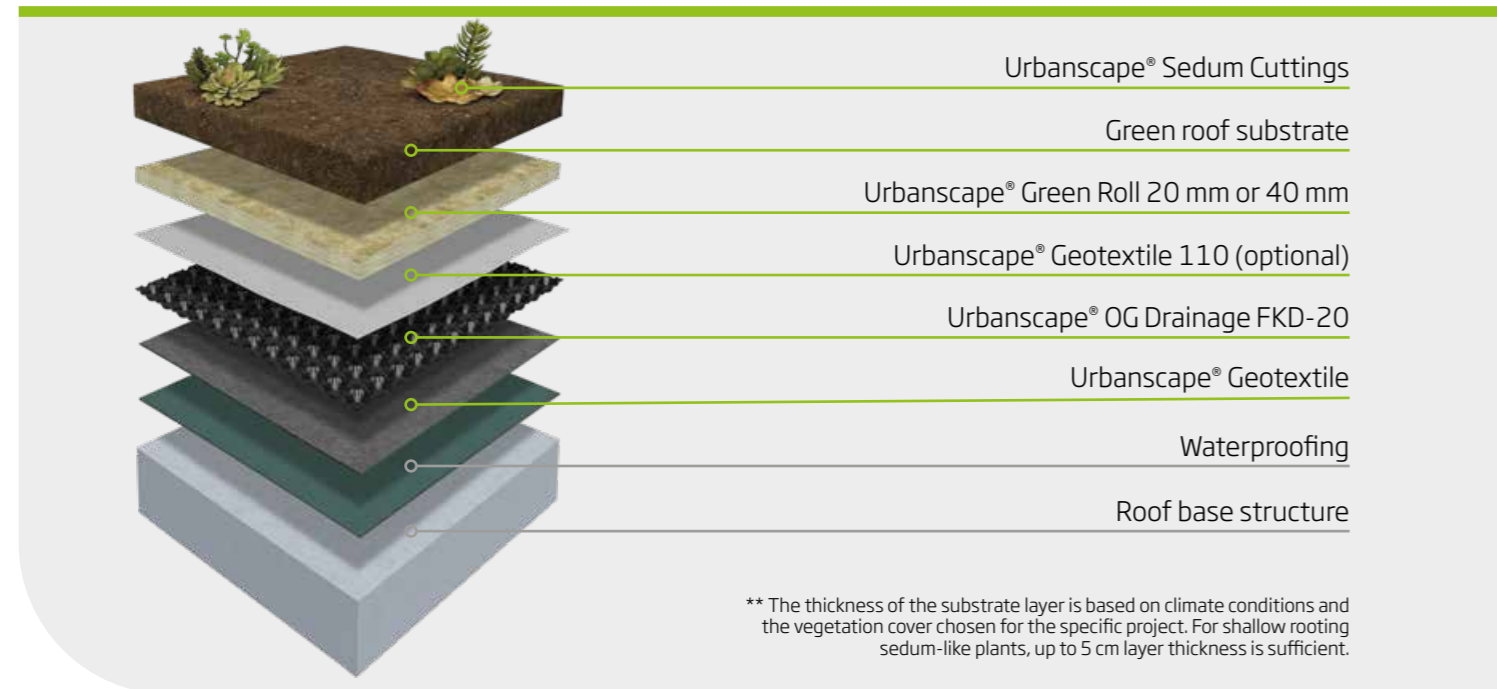 Urbanscape® Sedum Cuttings
Green roof substrate
Urbanscape® Green Roll 20 mm or 40 mm
Urbanscape® Geotextile 110 (optional)
Urbanscape® OG Drainage FKD-20
Urbanscape® Geotextile
Waterproofing
Roof base structure
** The thickness of the substrate layer is based on climate conditions and
the vegetation cover chosen for the specific project. For shallow rooting
sedum-like plants, up to 5 cm layer thickness is sufficient.